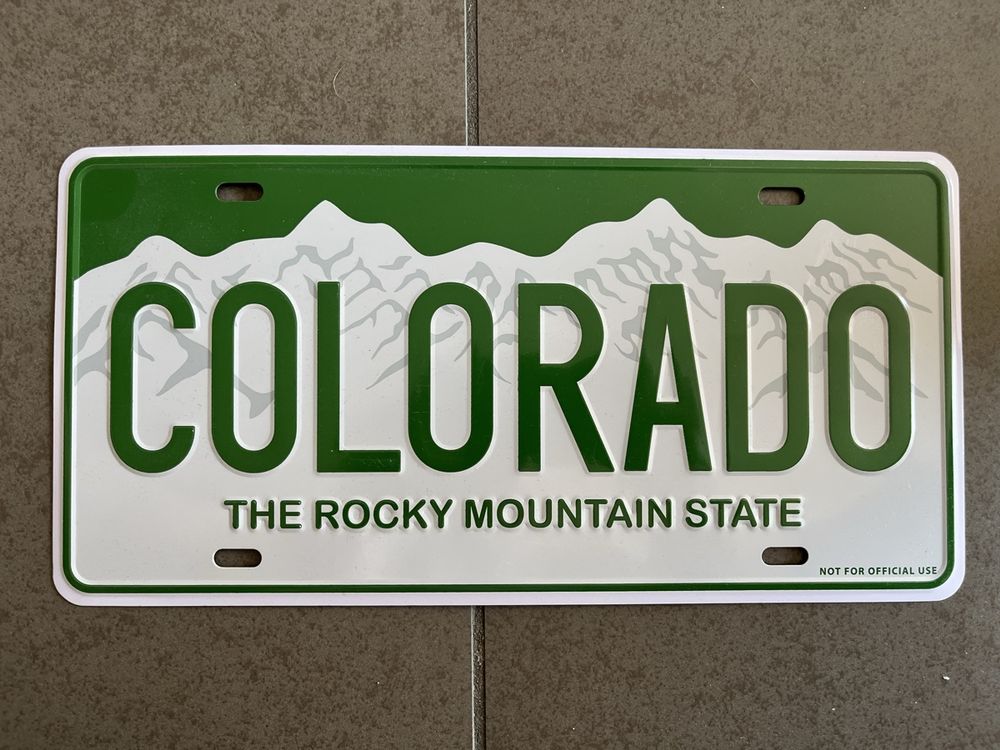 COLORADO
THE ROCKY MOUNTAIN STATE
NOT FOR OFFICIAL USE